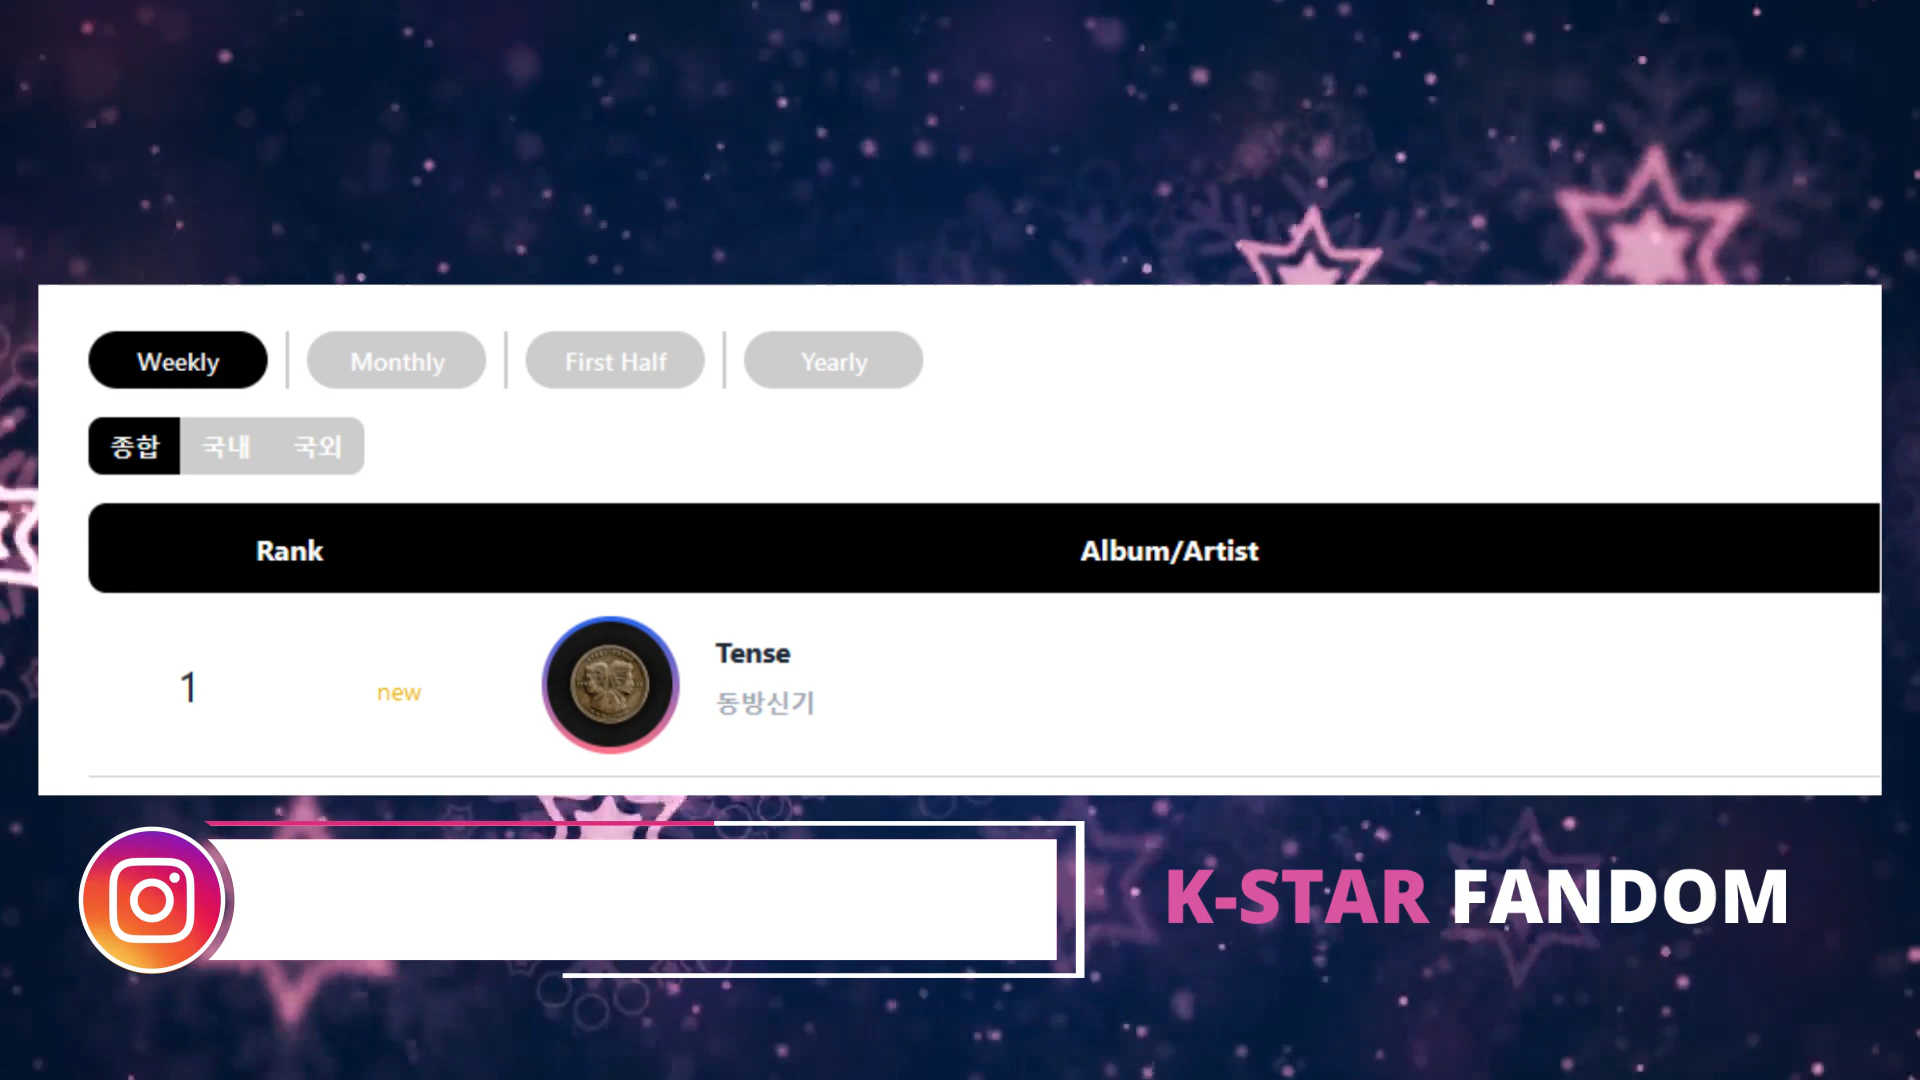 Weekly Monthly First Half Yearly
종합 국내 국외
Rank Album/Artist
1 new Tense
동방신기
K-STAR FANDOM